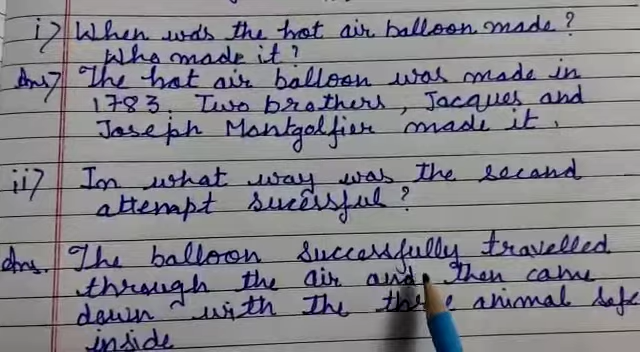 i) When was the hot air balloon made?
Who made it?
Ans) The hot air balloon was made in
1783. Two brothers, Jacques and
Joseph Montgolfier made it.
ii) In what way was the second
attempt sucessful?
Ans. The balloon successfully travelled
through the air and then came
down with the animal safe
inside